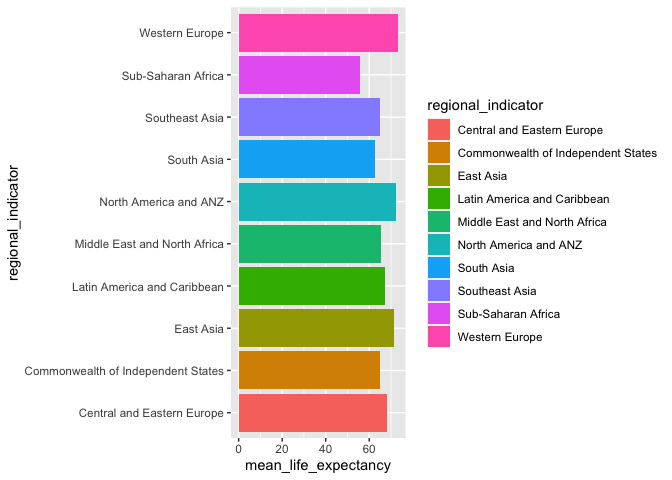 regional_indicator
Western Europe
Sub-Saharan Africa
Southeast Asia
South Asia
North America and ANZ
Middle East and North Africa
Latin America and Caribbean
East Asia
Commonwealth of Independent States
Central and Eastern Europe
0 20 40 60
mean_life_expectancy
regional_indicator
Central and Eastern Europe
Commonwealth of Independent States
East Asia
Latin America and Caribbean
Middle East and North Africa
North America and ANZ
South Asia
Southeast Asia
Sub-Saharan Africa
Western Europe